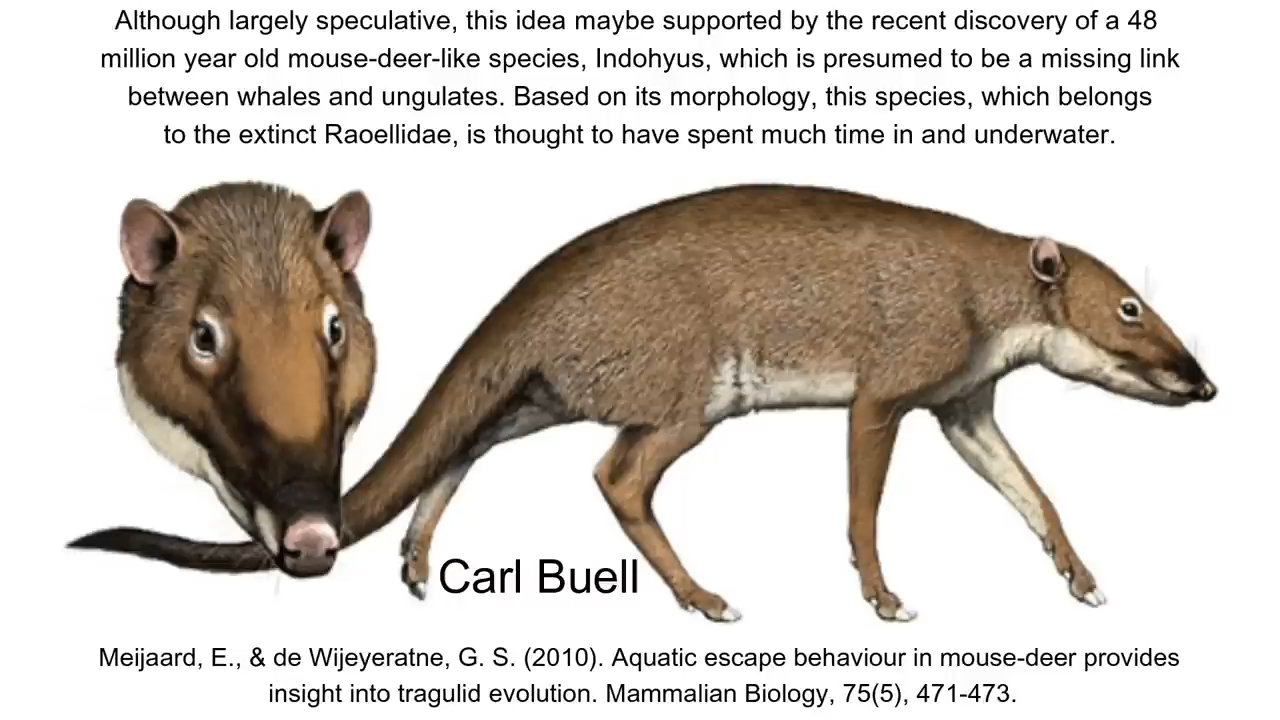 Although largely speculative, this idea maybe supported by the recent discovery of a 48
million year old mouse-deer-like species, Indohyus, which is presumed to be a missing link
between whales and ungulates. Based on its morphology, this species, which belongs
to the extinct Raoellidae, is thought to have spent much time in and underwater.
Carl Buell
Meijaard, E., & de Wijeyeratne, G. S. (2010). Aquatic escape behaviour in mouse-deer provides
insight into tragulid evolution. Mammalian Biology, 75(5), 471-473.